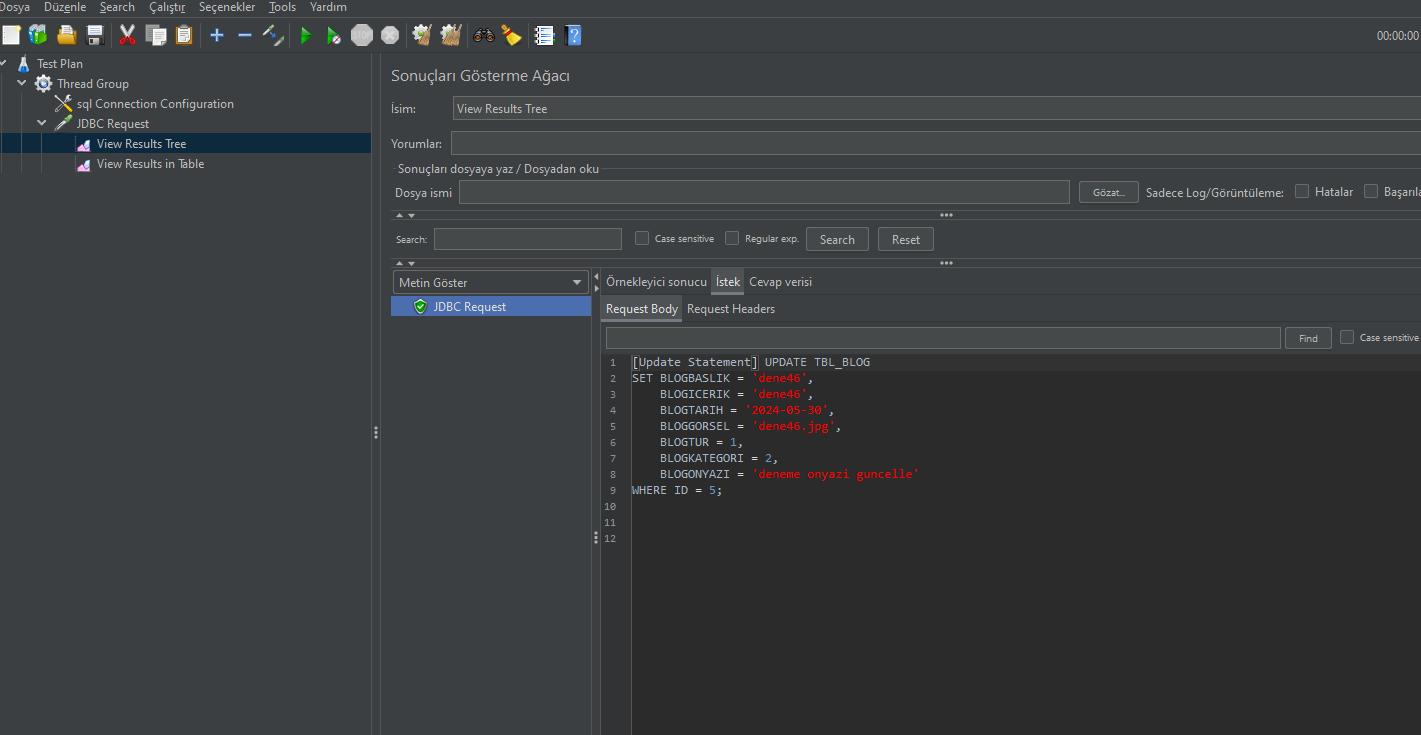 Dosya Düzenle Search Çalıştır Seçenekler Tools Yardım
STOP
00:00:00
Test Plan
Thread Group
sql Connection Configuration
JDBC Request
View Results Tree
View Results in Table
Sonuçları Gösterme Ağacı
İsim: View Results Tree
Yorumlar:
Sonuçları dosyaya yaz / Dosyadan oku
Dosya ismi Gözat... Sadece Log/Görüntüleme: Hatalar Başarıla
Search: Case sensitive Regular exp. Search Reset
Metin Göster
JDBC Request
Örnekleyici sonucu İstek Cevap verisi
Request Body Request Headers
Find Case sensitive
1 [Update Statement] UPDATE TBL_BLOG
2 SET BLOGBASLIK = 'dene46',
3 BLOGICERIK = 'dene46',
4 BLOGTARIH = '2024-05-30',
5 BLOGGORSEL = 'dene46.jpg',
6 BLOGTUR = 1,
7 BLOGKATEGORI = 2,
8 BLOGONYAZI = 'deneme onyazi guncelle'
9 WHERE ID = 5;
10
11
12